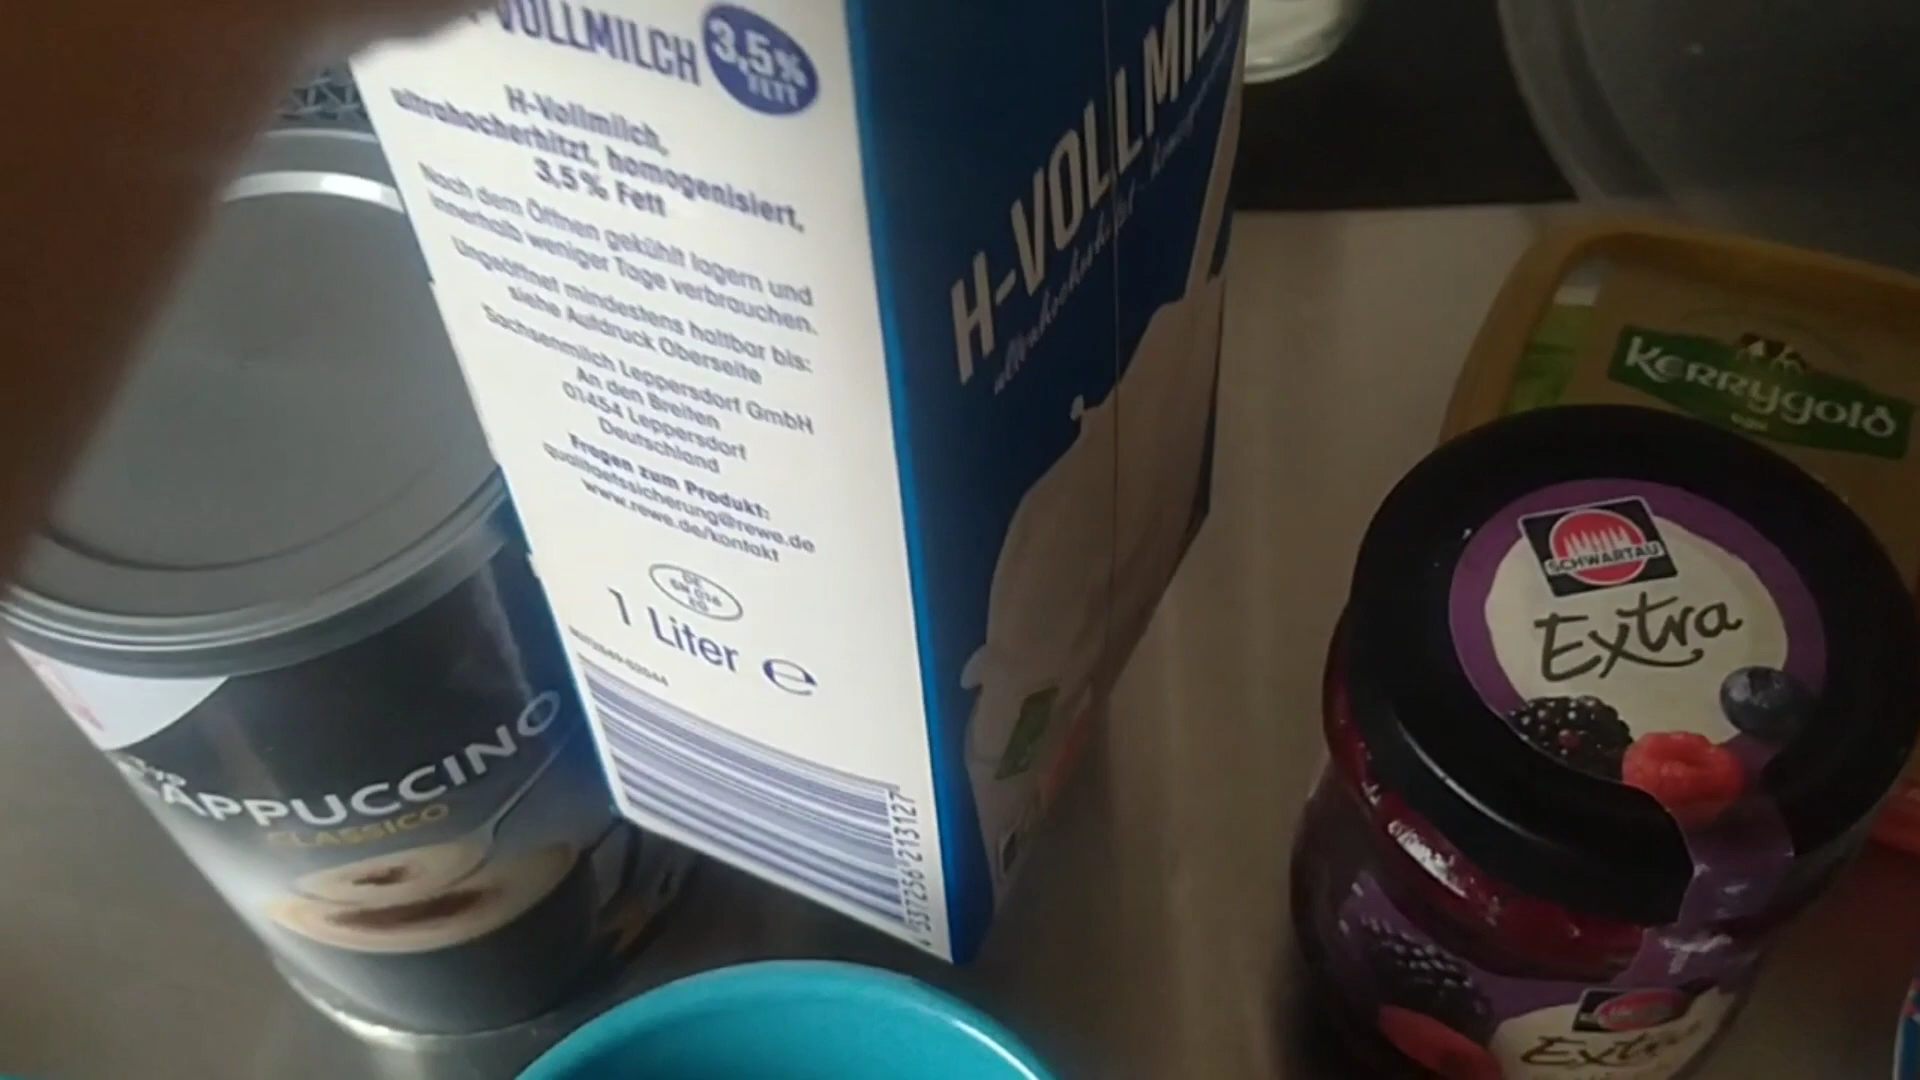 VOLLMILCH
3,5%
FETT
H-Vollmilch,
ultrahocherhitzt, homogenisiert,
3,5% Fett
Nach dem Öffnen gekühlt lagern und
innerhalb weniger Tage verbrauchen.
Ungeöffnet mindestens haltbar bis:
siehe Aufdruck Oberseite
Sachsenmilch Leppersdorf GmbH
An den Breiten
01454 Leppersdorf
Deutschland
Fragen zum Produkt:
qualitaetssicherung@rewe.de
www.rewe.de/kontakt
DE
SN 016
EG
1 Liter e
H-VOLLMILC
ultrahocherhitzt
CAPPUCCINO
CLASSICO
Kerrygold
SCHWARTAU
Extra
Extra